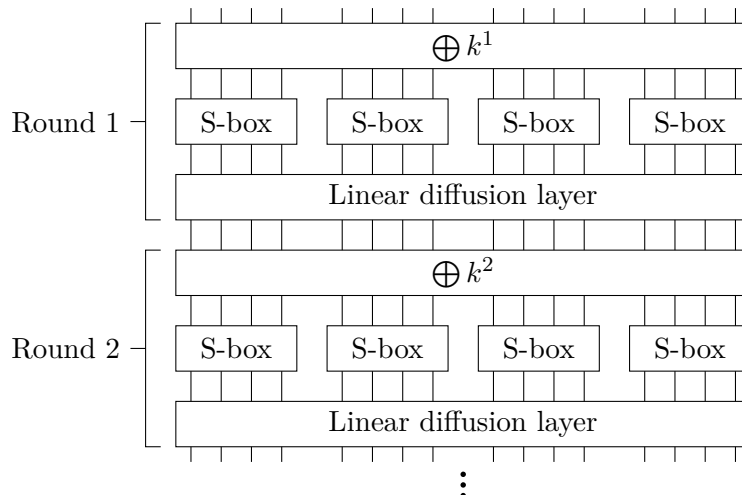 ⊕ k¹
Round 1
S-box S-box S-box S-box
Linear diffusion layer
⊕ k²
Round 2
S-box S-box S-box S-box
Linear diffusion layer
⋮